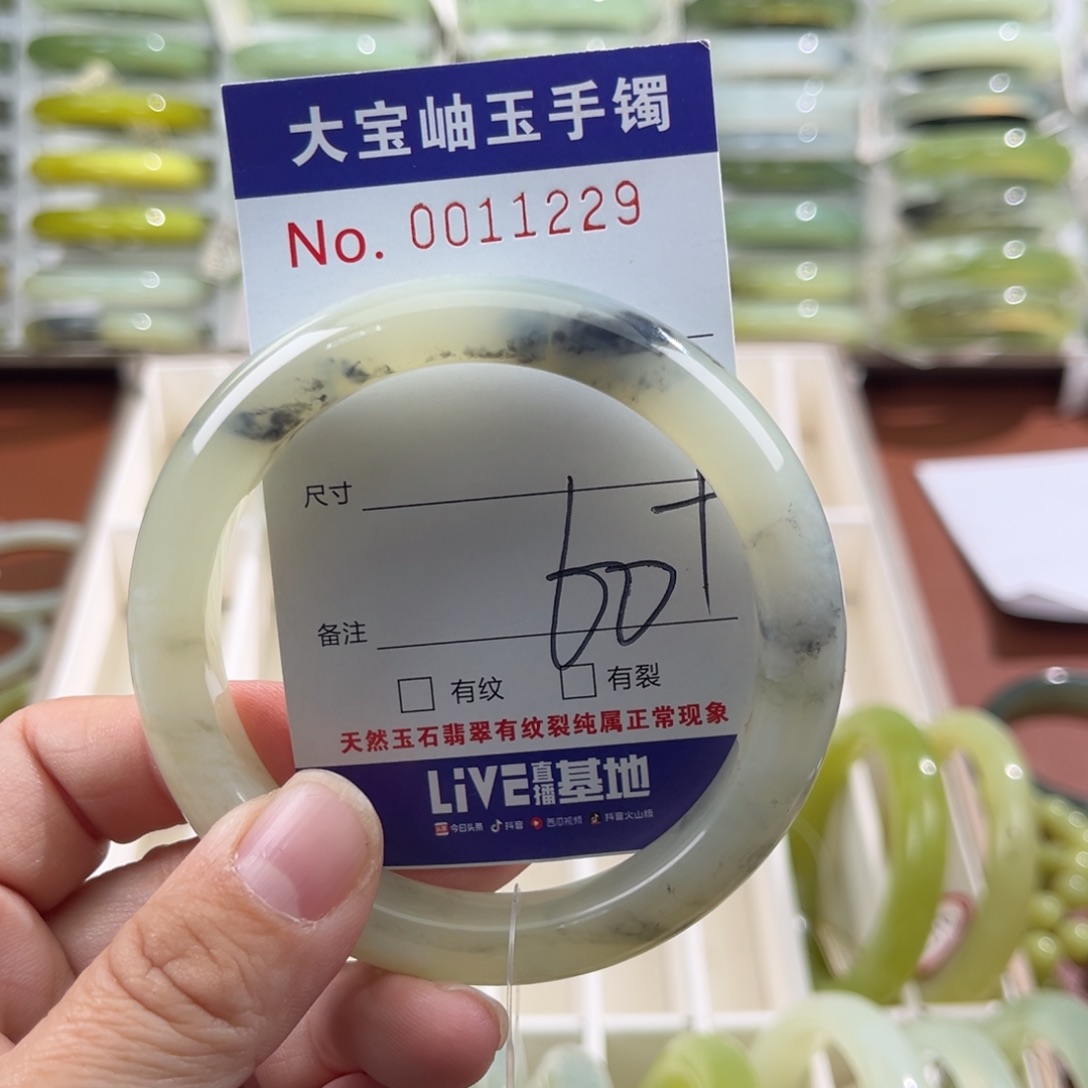 大宝岫玉手镯
No. 0011229
尺寸
60+
备注
有纹 有裂
天然玉石翡翠有纹裂纯属正常现象
LiVE直播基地
今日头条 抖音 西瓜视频 抖音火山版